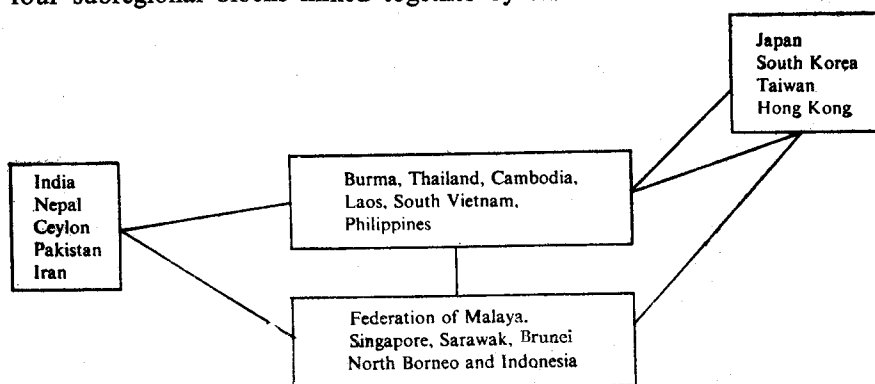 four subregional blocks linked together by
Japan
South Korea
Taiwan
Hong Kong
India
Nepal
Ceylon
Pakistan
Iran
Burma, Thailand, Cambodia,
Laos, South Vietnam,
Philippines
Federation of Malaya.
Singapore, Sarawak, Brunei
North Borneo and Indonesia